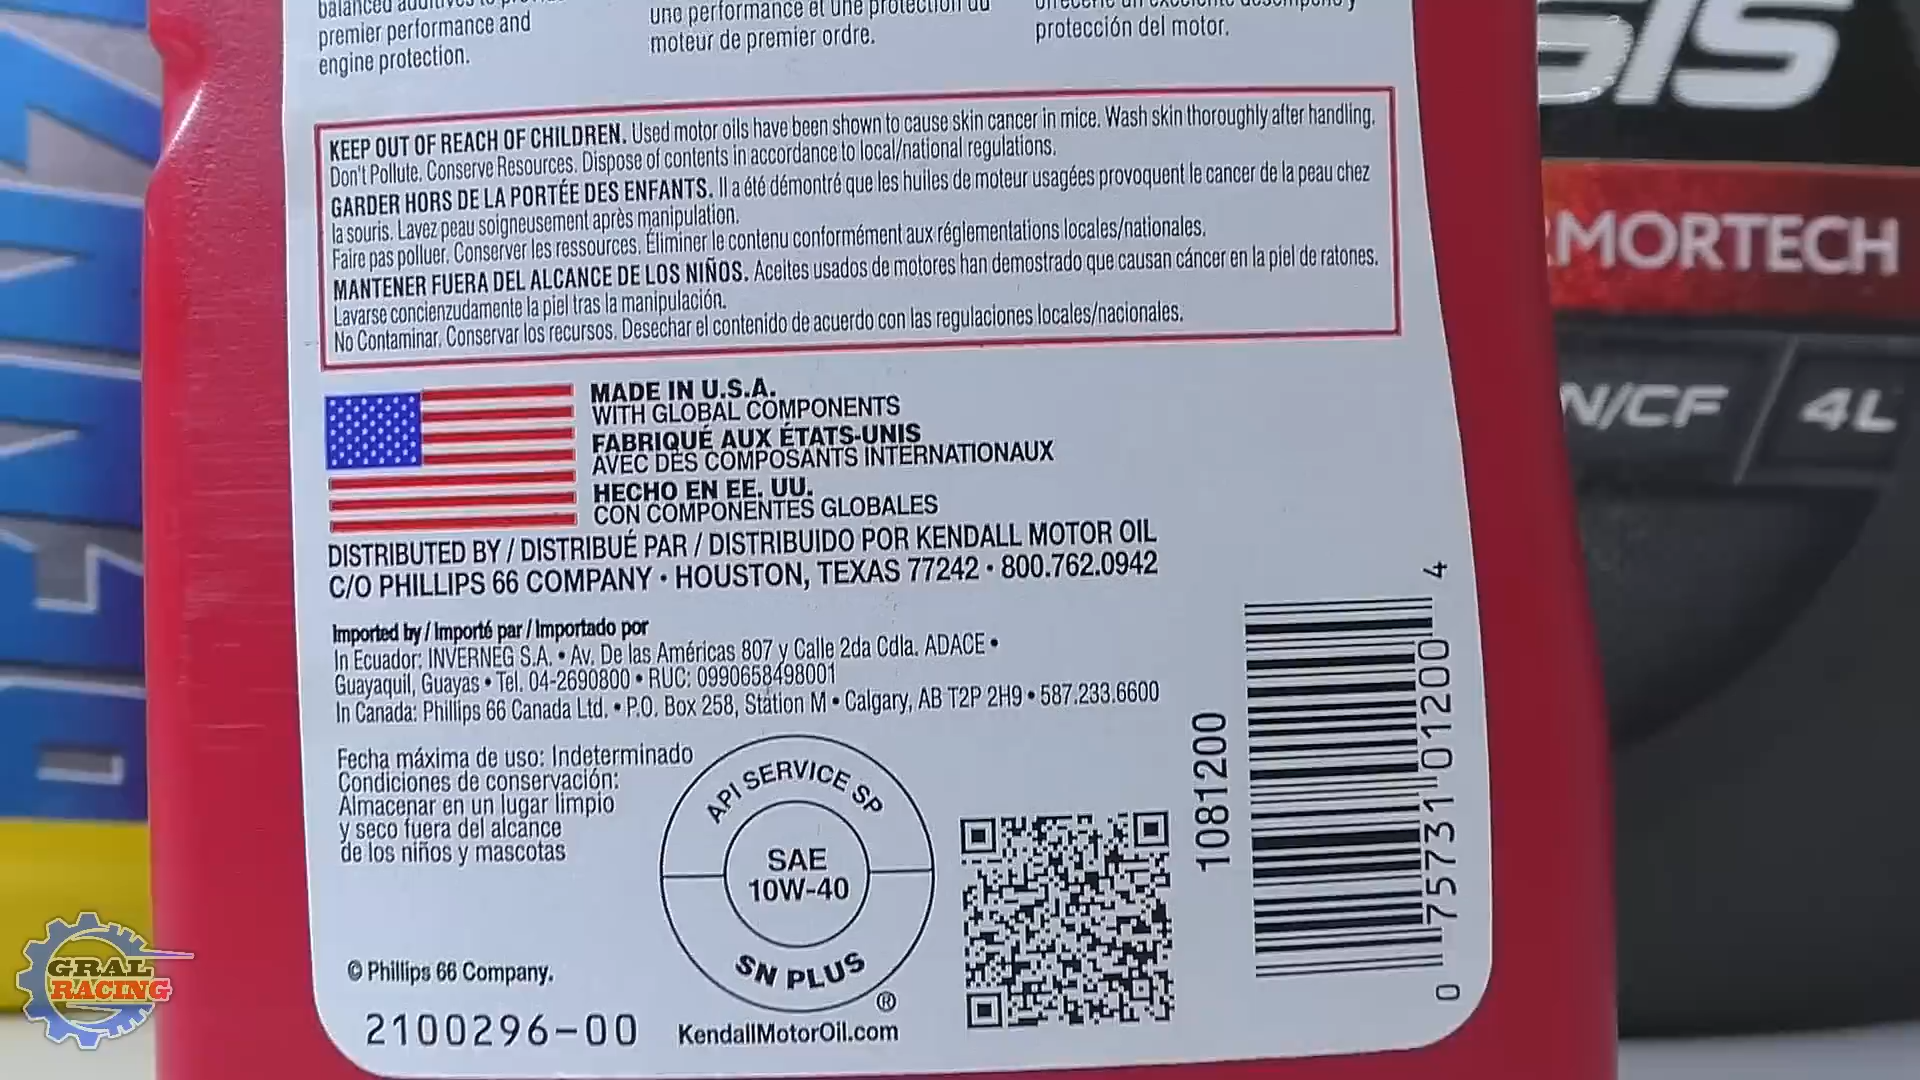 premier performance and
engine protection.
une performance et une protection du
moteur de premier ordre.
protección del motor.
KEEP OUT OF REACH OF CHILDREN. Used motor oils have been shown to cause skin cancer in mice. Wash skin thoroughly after handling.
Don't Pollute. Conserve Resources. Dispose of contents in accordance to local/national regulations.
GARDER HORS DE LA PORTÉE DES ENFANTS. Il a été démontré que les huiles de moteur usagées provoquent le cancer de la peau chez
la souris. Lavez peau soigneusement après manipulation.
Faire pas polluer. Conserver les ressources. Éliminer le contenu conformément aux réglementations locales/nationales.
MANTENER FUERA DEL ALCANCE DE LOS NIÑOS. Aceites usados de motores han demostrado que causan cáncer en la piel de ratones.
Lavarse concienzudamente la piel tras la manipulación.
No Contaminar. Conservar los recursos. Desechar el contenido de acuerdo con las regulaciones locales/nacionales.
MADE IN U.S.A.
WITH GLOBAL COMPONENTS
FABRIQUÉ AUX ÉTATS-UNIS
AVEC DES COMPOSANTS INTERNATIONAUX
HECHO EN EE. UU.
CON COMPONENTES GLOBALES
DISTRIBUTED BY / DISTRIBUÉ PAR / DISTRIBUIDO POR KENDALL MOTOR OIL
C/O PHILLIPS 66 COMPANY • HOUSTON, TEXAS 77242 • 800.762.0942
Imported by / Importé par / Importado por
In Ecuador: INVERNEG S.A. • Av. De las Américas 807 y Calle 2da Cdla. ADACE •
Guayaquil, Guayas • Tel. 04-2690800 • RUC: 0990658498001
In Canada: Phillips 66 Canada Ltd. • P.O. Box 258, Station M • Calgary, AB T2P 2H9 • 587.233.6600
Fecha máxima de uso: Indeterminado
Condiciones de conservación:
Almacenar en un lugar limpio
y seco fuera del alcance
de los niños y mascotas
API SERVICE SP
SAE
10W-40
SN PLUS
®
© Phillips 66 Company.
2100296-00
KendallMotorOil.com
1081200
0 75731 01200 4
SIS
MORTECH
N/CF / 4L
GRAL
RACING